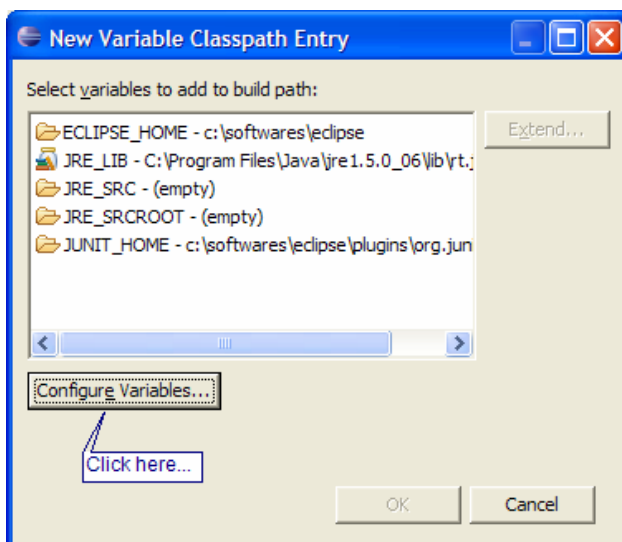 New Variable Classpath Entry
Select variables to add to build path:
ECLIPSE_HOME - c:\softwares\eclipse
Extend...
JRE_LIB - C:\Program Files\Java\jre1.5.0_06\lib\rt.j
JRE_SRC - (empty)
JRE_SRCROOT - (empty)
JUNIT_HOME - c:\softwares\eclipse\plugins\org.jun
Configure Variables...
Click here...
OK
Cancel